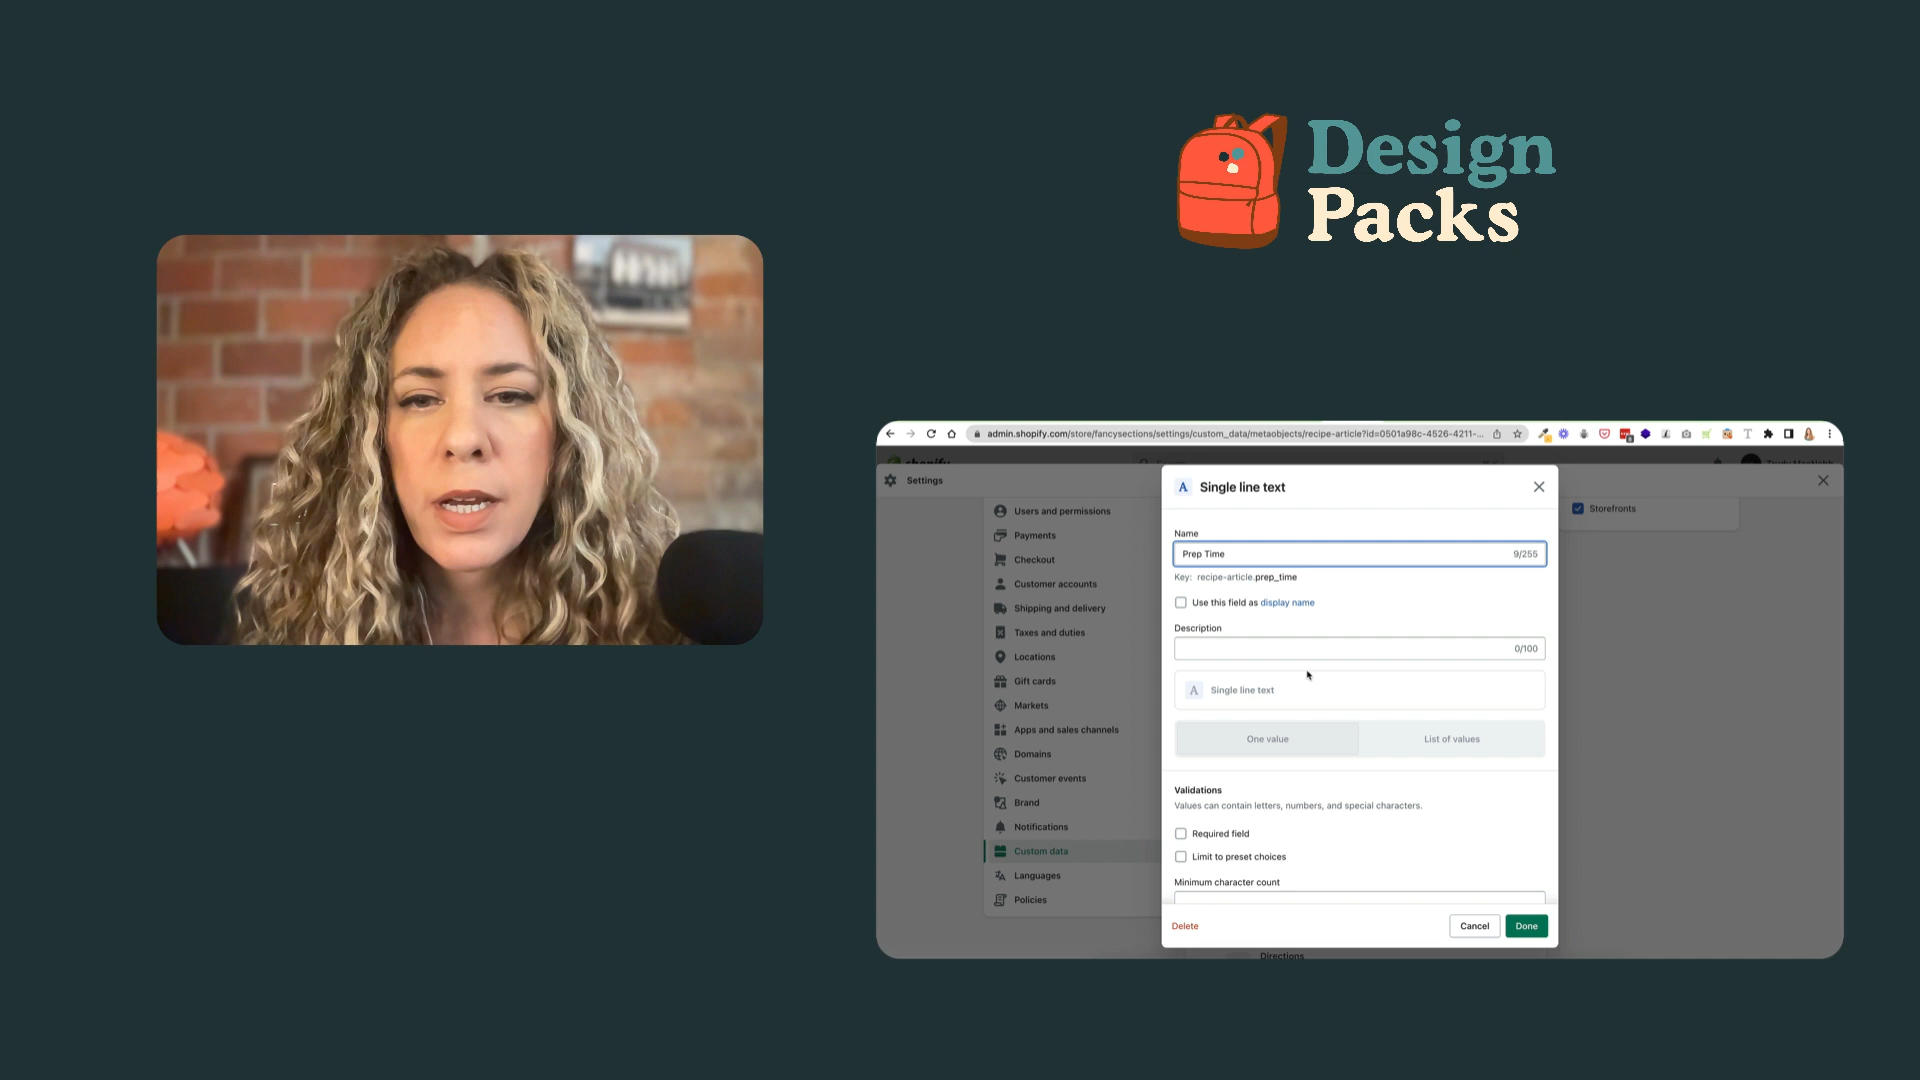 Design
Packs
admin.shopify.com/store/fancysections/settings/custom_data/metaobjects/recipe-article?id=0501a98c-4526-4211-...
shopify
Settings
Users and permissions
Payments
Checkout
Customer accounts
Shipping and delivery
Taxes and duties
Locations
Gift cards
Markets
Apps and sales channels
Domains
Customer events
Brand
Notifications
Custom data
Languages
Policies
A Single line text
Name
Prep Time 9/255
Key: recipe-article.prep_time
Use this field as display name
Description
0/100
A Single line text
One value List of values
Validations
Values can contain letters, numbers, and special characters.
Required field
Limit to preset choices
Minimum character count
Delete Cancel Done
Directions
Storefronts